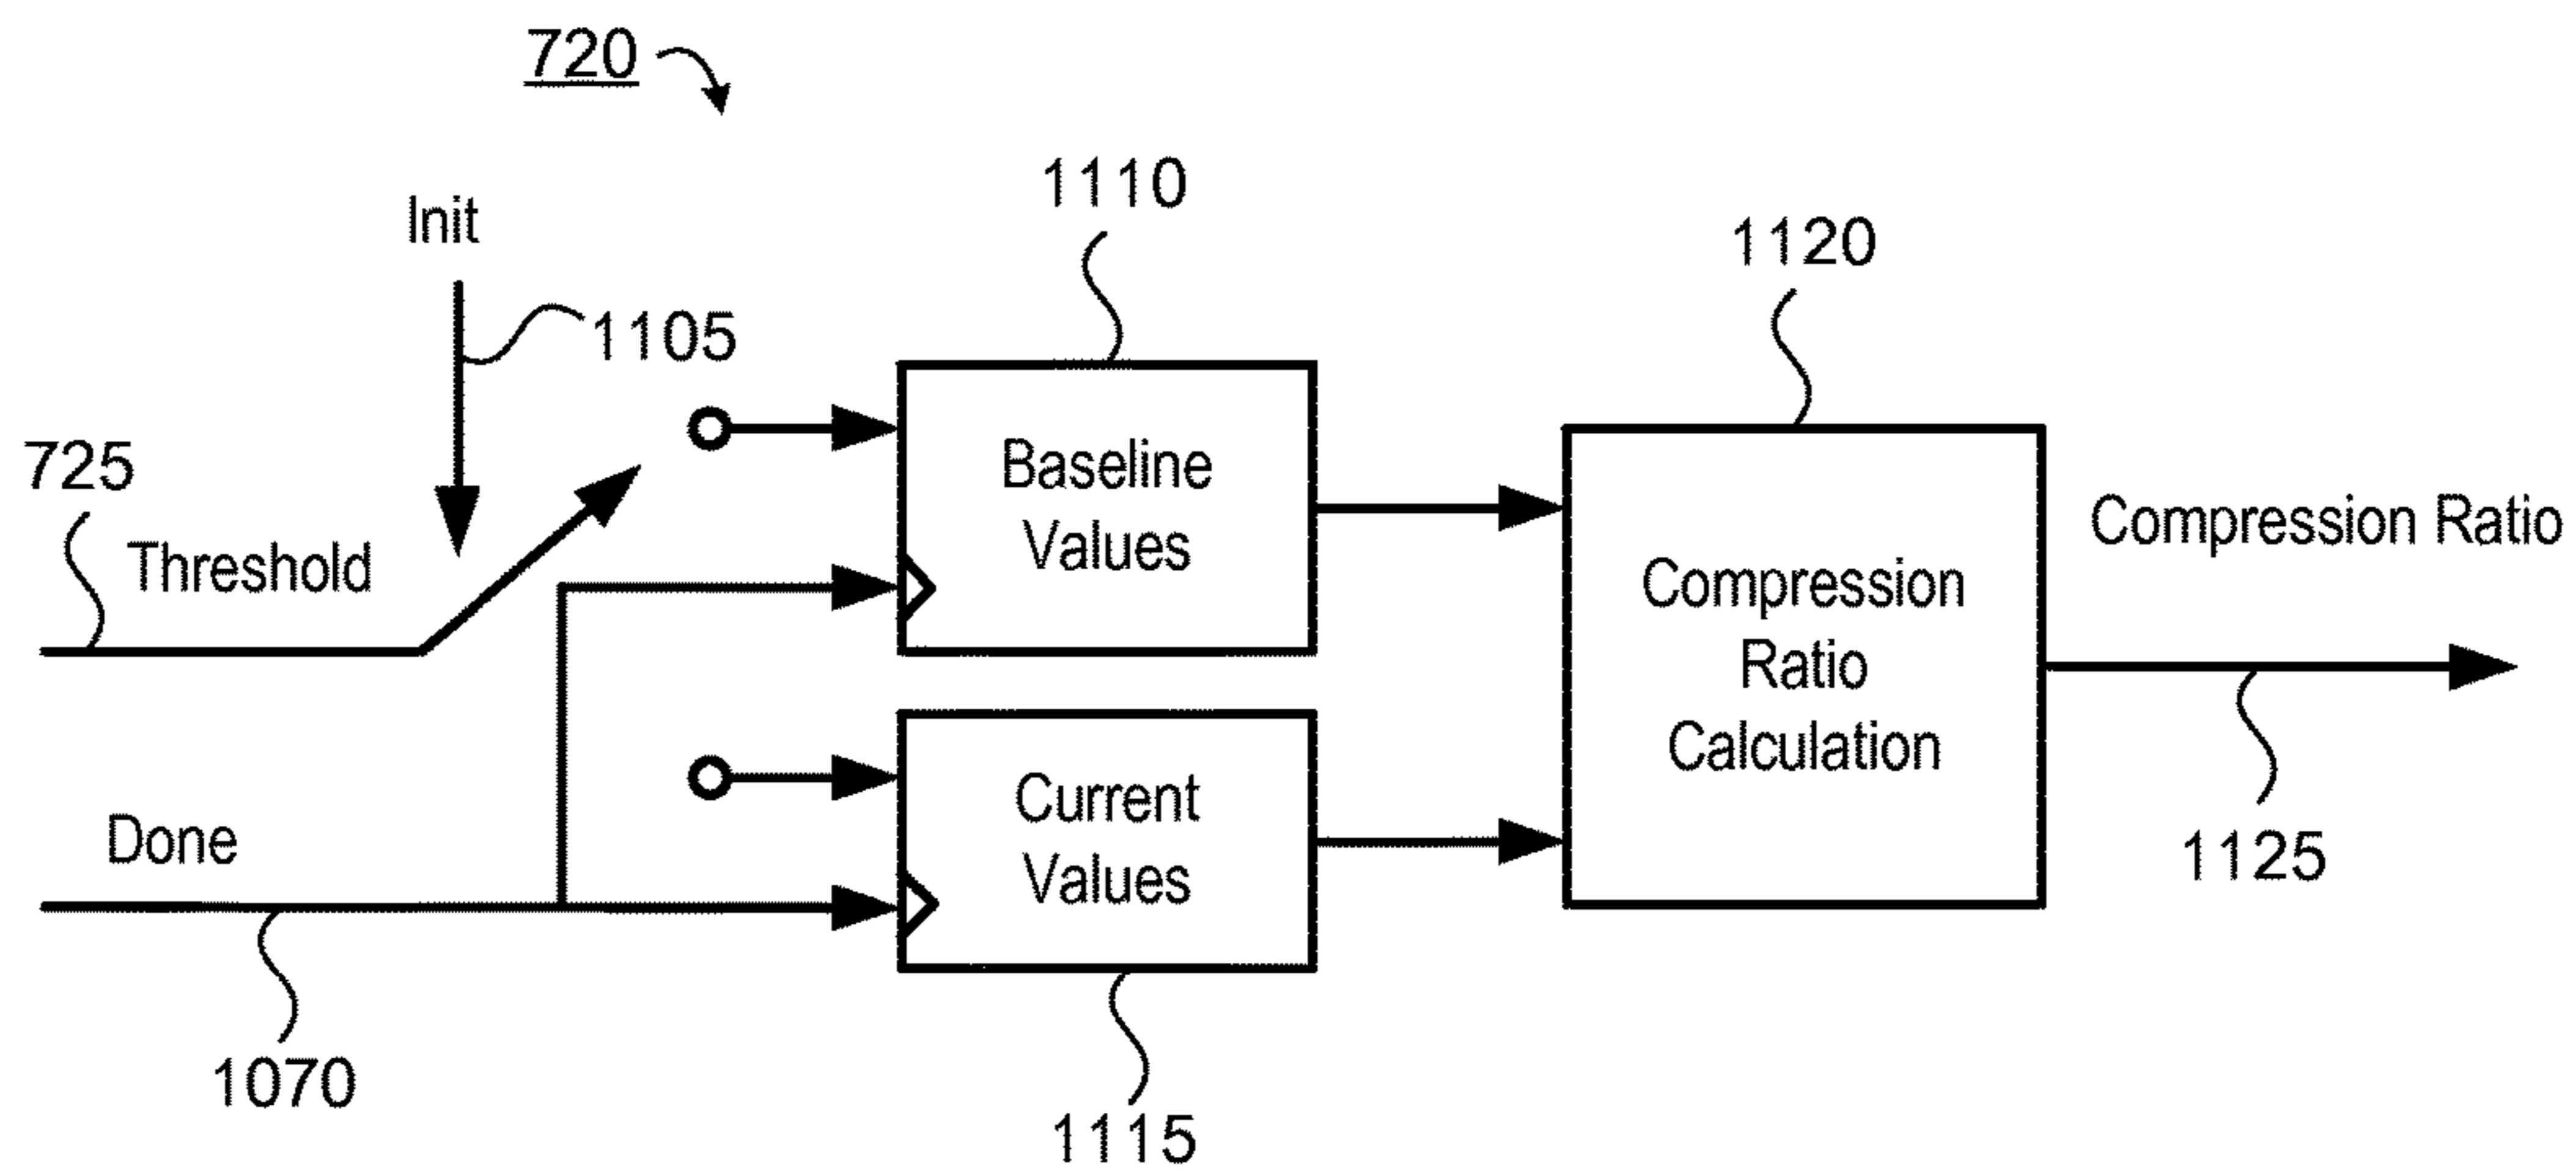 720
1110
Init
1120
1105
725
Threshold
Baseline
Values
Compression Ratio
Compression
Ratio
Calculation
Done
Current
Values
1125
1070
1115